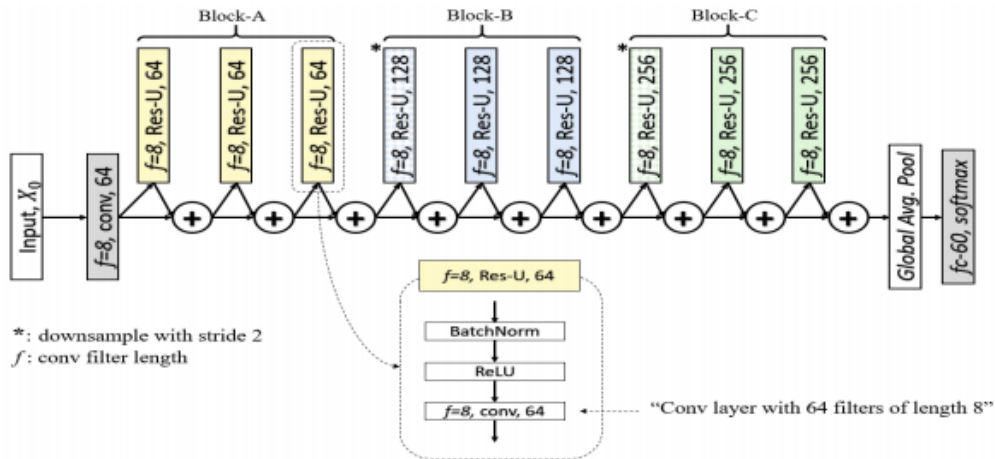 Block-A
Block-B
Block-C
Input, X0
f=8, conv, 64
f=8, Res-U, 64
f=8, Res-U, 64
f=8, Res-U, 64
*
f=8, Res-U, 128
f=8, Res-U, 128
f=8, Res-U, 128
*
f=8, Res-U, 256
f=8, Res-U, 256
f=8, Res-U, 256
+
+
+
+
+
+
+
+
+
Global Avg. Pool
fc-60, softmax
f=8, Res-U, 64
BatchNorm
ReLU
f=8, conv, 64
“Conv layer with 64 filters of length 8”
*: downsample with stride 2
f: conv filter length